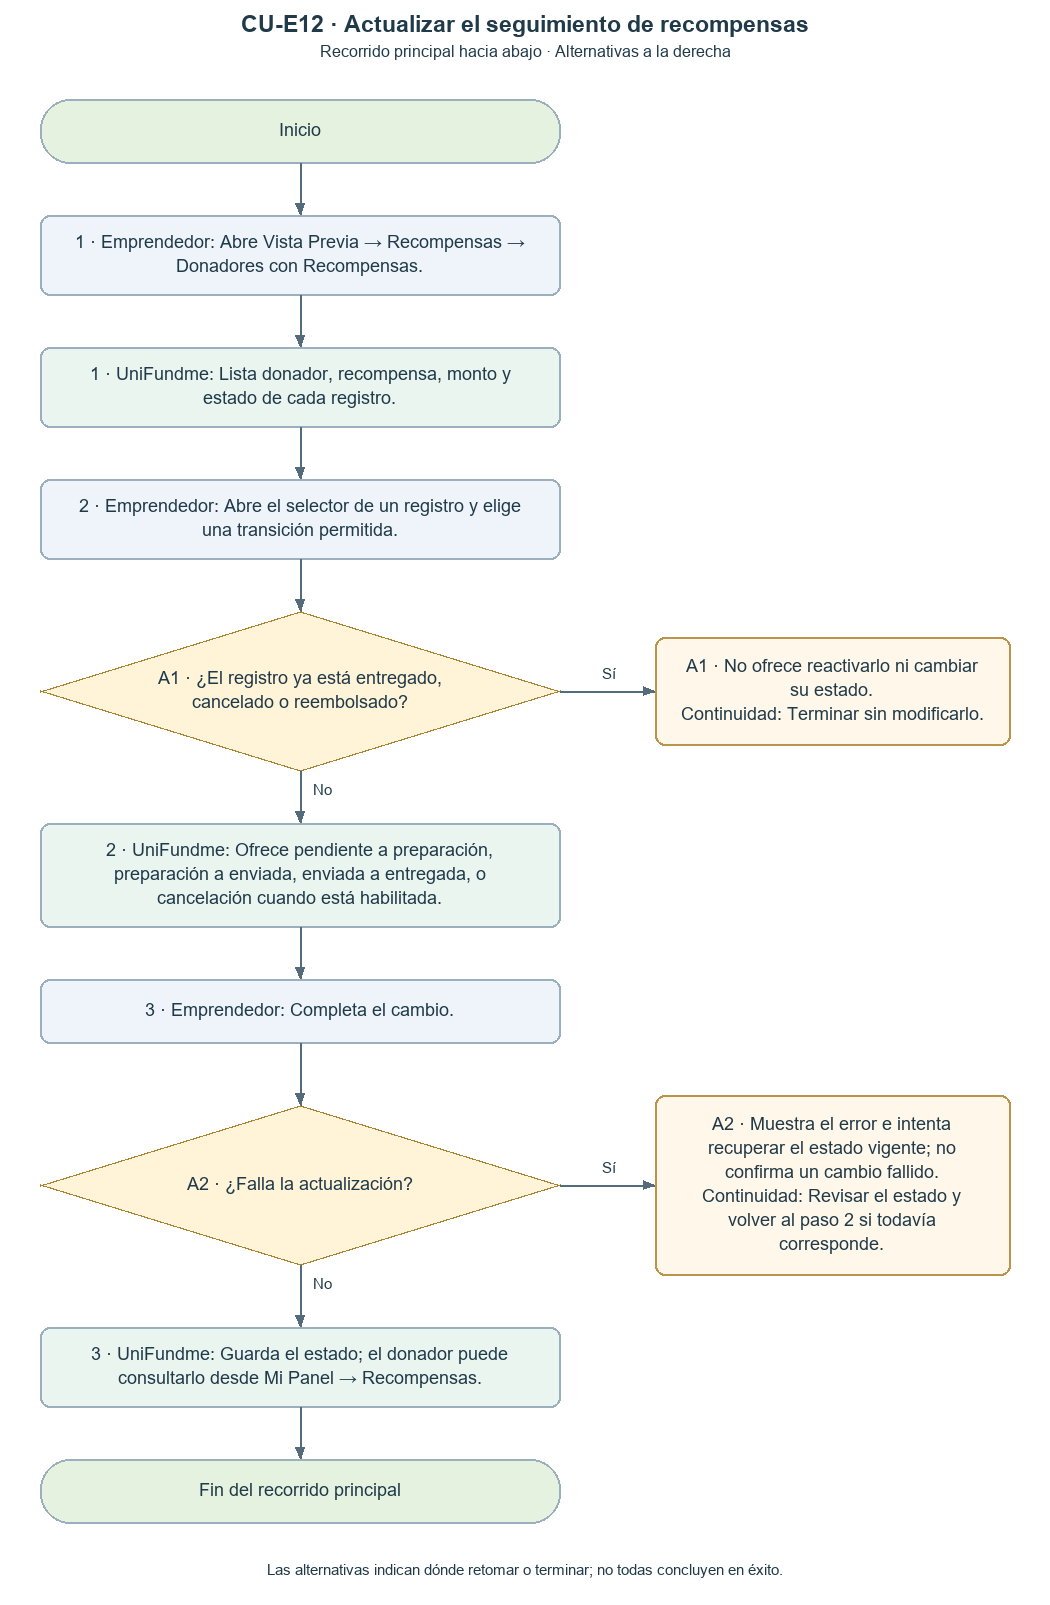 CU-E12 · Actualizar el seguimiento de recompensas
Recorrido principal hacia abajo · Alternativas a la derecha
Inicio
1 · Emprendedor: Abre Vista Previa → Recompensas →
Donadores con Recompensas.
1 · UniFundme: Lista donador, recompensa, monto y
estado de cada registro.
2 · Emprendedor: Abre el selector de un registro y elige
una transición permitida.
A1 · ¿El registro ya está entregado,
cancelado o reembolsado?
Sí
A1 · No ofrece reactivarlo ni cambiar
su estado.
Continuidad: Terminar sin modificarlo.
No
2 · UniFundme: Ofrece pendiente a preparación,
preparación a enviada, enviada a entregada, o
cancelación cuando está habilitada.
3 · Emprendedor: Completa el cambio.
A2 · ¿Falla la actualización?
Sí
A2 · Muestra el error e intenta
recuperar el estado vigente; no
confirma un cambio fallido.
Continuidad: Revisar el estado y
volver al paso 2 si todavía
corresponde.
No
3 · UniFundme: Guarda el estado; el donador puede
consultarlo desde Mi Panel → Recompensas.
Fin del recorrido principal
Las alternativas indican dónde retomar o terminar; no todas concluyen en éxito.